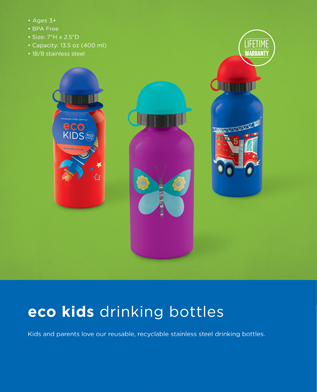 • Ages 3+
• BPA Free
• Size: 7"H x 2.5"D
• Capacity: 13.5 oz (400 ml)
• 18/8 stainless steel
LIFETIME
WARRANTY
eco
KIDS
5
eco kids drinking bottles
Kids and parents love our reusable, recyclable stainless steel drinking bottles.